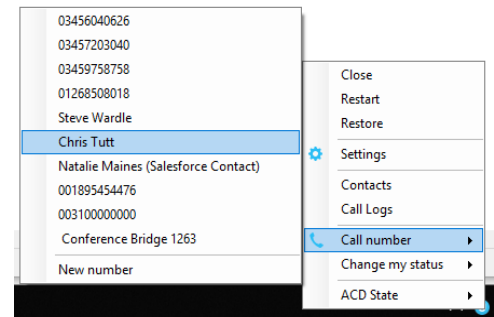 03456040626
03457203040
03459758758
01268508018
Steve Wardle
Chris Tutt
Natalie Maines (Salesforce Contact)
001895454476
003100000000
Conference Bridge 1263
New number
Close
Restart
Restore
Settings
Contacts
Call Logs
Call number
Change my status
ACD State